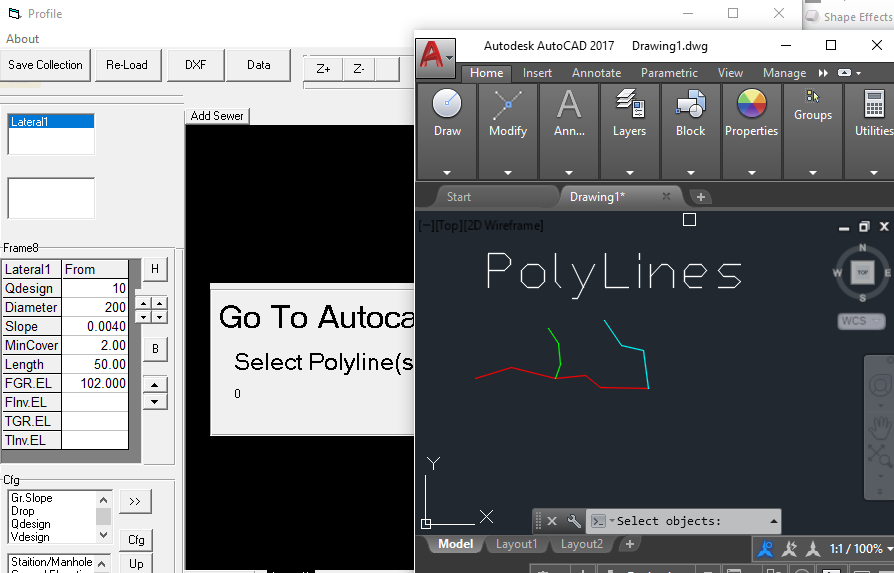 Profile
About
Save Collection
Re-Load
DXF
Data
Z+
Z-
Lateral1
Add Sewer
Frame8
Lateral1 From
Qdesign 10
Diameter 200
Slope 0.0040
MinCover 2.00
Length 50.00
FGR.EL 102.000
FInv.EL
TGR.EL
TInv.EL
H
B
Cfg
Gr.Slope
Drop
Qdesign
Vdesign
>>
Cfg
Up
Staition/Manhole
Go To Autoca
Select Polyline(s
0
Shape Effects
Autodesk AutoCAD 2017 Drawing1.dwg
Home Insert Annotate Parametric View Manage
Draw
Modify
Ann...
Layers
Block
Properties
Groups
Utilities
Start
Drawing1*
[−][Top][2D Wireframe]
PolyLines
N
W TOP E
S
WCS
Y
X
Select objects:
Model Layout1 Layout2 +
1:1 / 100%